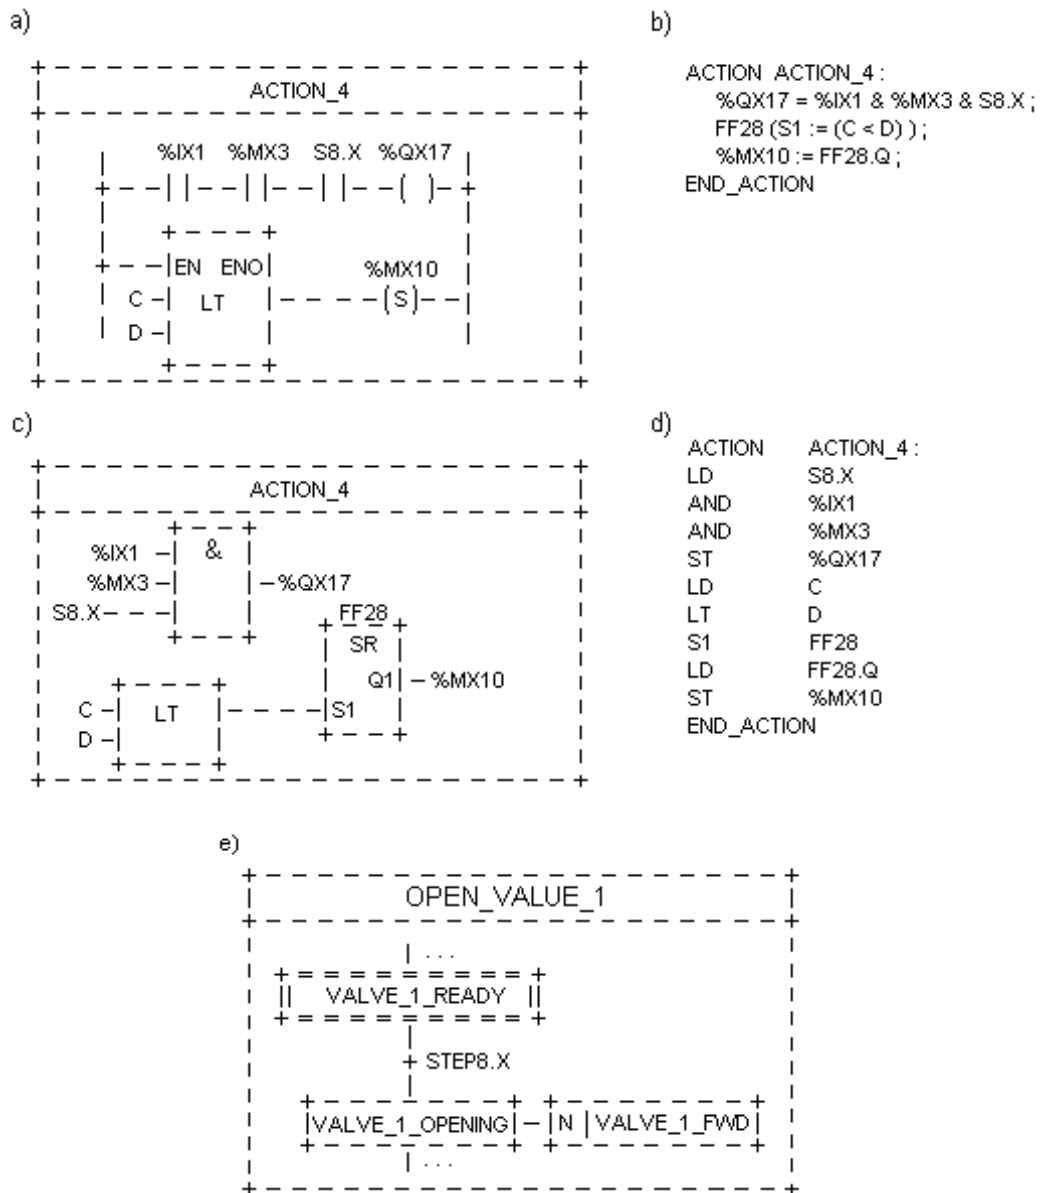 a)
ACTION_4
%IX1 %MX3 S8.X %QX17
+ – – | | – – | | – – | | – – ( ) – +
EN ENO
%MX10
C LT (S)
D
b)
ACTION ACTION_4 :
%QX17 = %IX1 & %MX3 & S8.X ;
FF28 (S1 := (C < D) ) ;
%MX10 := FF28.Q ;
END_ACTION
c)
ACTION_4
%IX1 &
%MX3 %QX17
S8.X FF28
SR
Q1 %MX10
C LT S1
D
d)
ACTION ACTION_4 :
LD S8.X
AND %IX1
AND %MX3
ST %QX17
LD C
LT D
S1 FF28
LD FF28.Q
ST %MX10
END_ACTION
e)
OPEN_VALUE_1
| . . .
VALVE_1_READY
+ STEP8.X
VALVE_1_OPENING N VALVE_1_FWD
| . . .